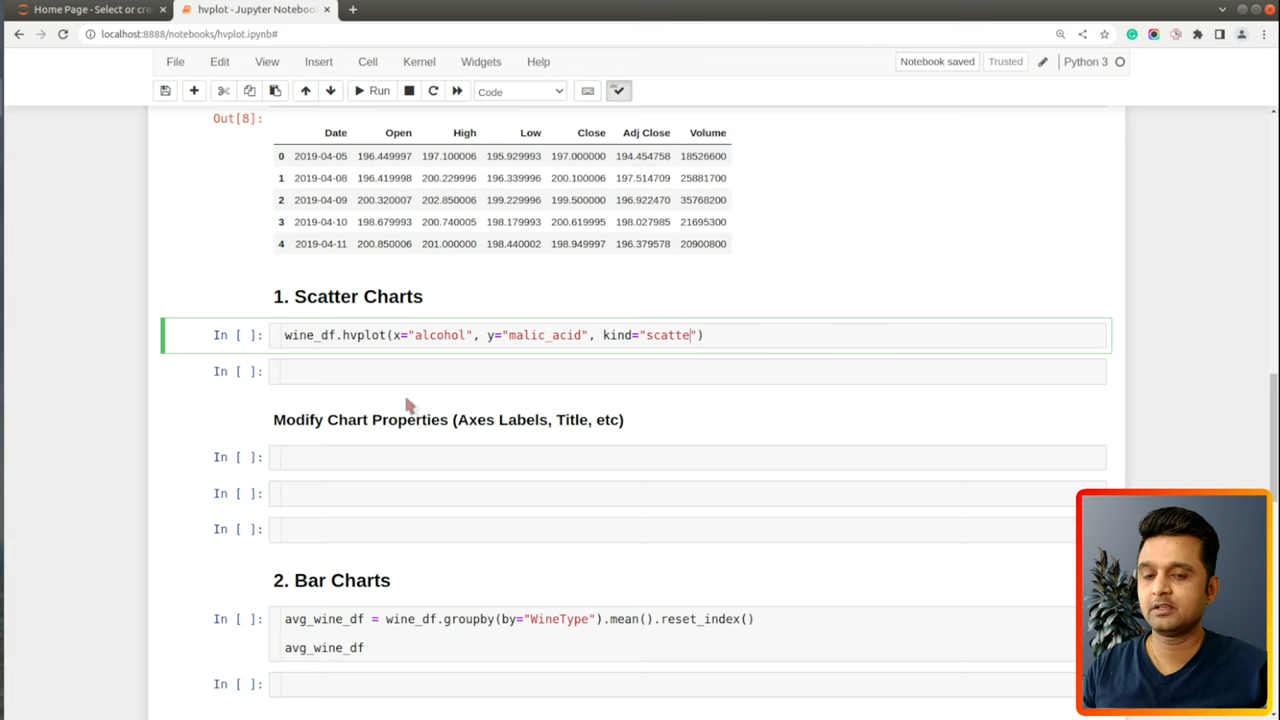 Home Page - Select or cre
hvplot - Jupyter Notebook
localhost:8888/notebooks/hvplot.ipynb#
File Edit View Insert Cell Kernel Widgets Help
Notebook saved Trusted Python 3
Run Code
Out[8]:
Date Open High Low Close Adj Close Volume
0 2019-04-05 196.449997 197.100006 195.929993 197.000000 194.454758 18526600
1 2019-04-08 196.419998 200.229996 196.339996 200.100006 197.514709 25881700
2 2019-04-09 200.320007 202.850006 199.229996 199.500000 196.922470 35768200
3 2019-04-10 198.679993 200.740005 198.179993 200.619995 198.027985 21695300
4 2019-04-11 200.850006 201.000000 198.440002 198.949997 196.379578 20900800
1. Scatter Charts
In [ ]: wine_df.hvplot(x="alcohol", y="malic_acid", kind="scatte")
In [ ]:
Modify Chart Properties (Axes Labels, Title, etc)
In [ ]:
In [ ]:
In [ ]:
2. Bar Charts
In [ ]: avg_wine_df = wine_df.groupby(by="WineType").mean().reset_index()
avg_wine_df
In [ ]: